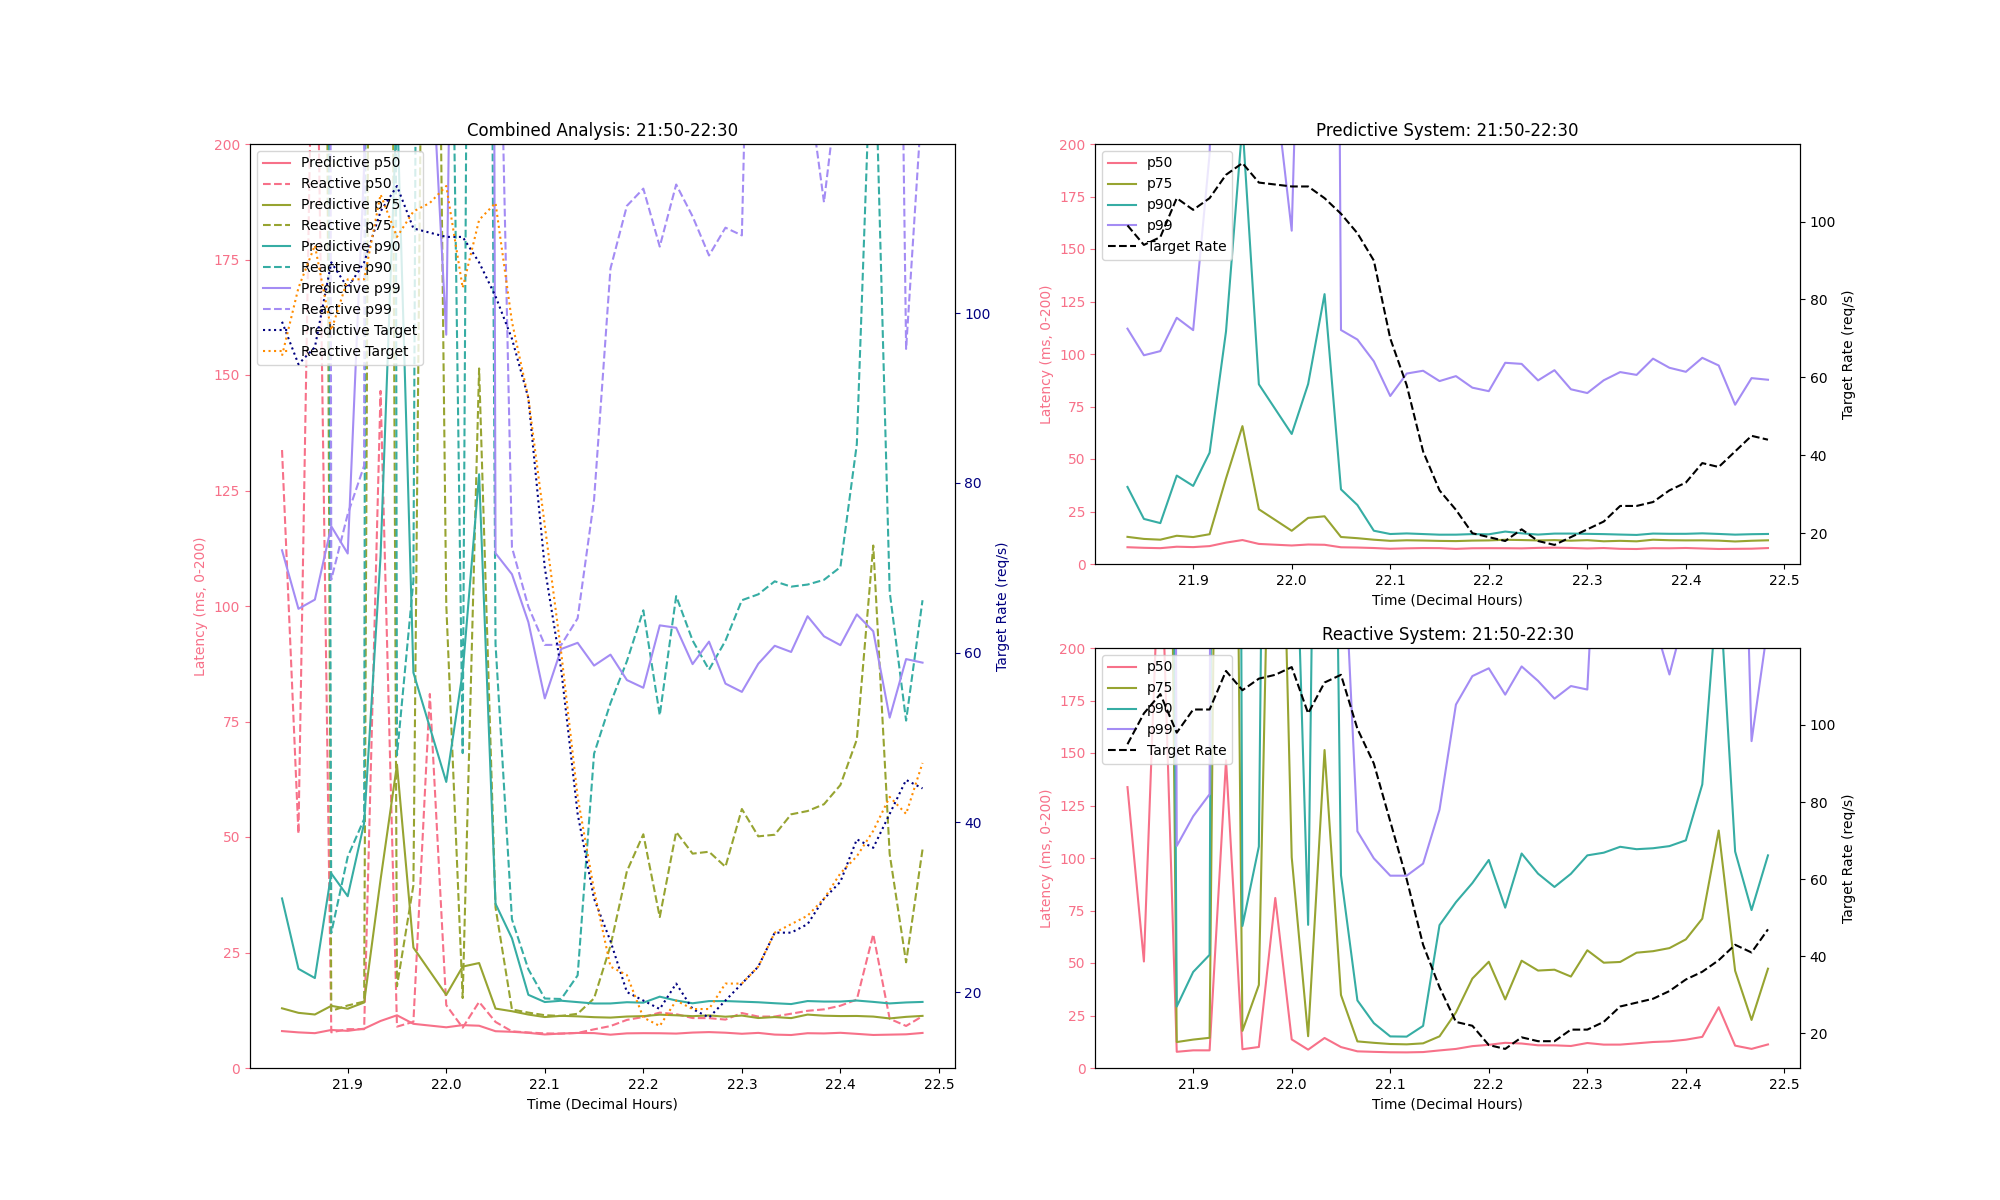 Combined Analysis: 21:50-22:30
Predictive p50
Reactive p50
Predictive p75
Reactive p75
Predictive p90
Reactive p90
Predictive p99
Reactive p99
Predictive Target
Reactive Target
Latency (ms, 0-200)
200
175
150
125
100
75
50
25
0
100
80
60
40
20
Target Rate (req/s)
21.9 22.0 22.1 22.2 22.3 22.4 22.5
Time (Decimal Hours)
Predictive System: 21:50-22:30
p50
p75
p90
p99
Target Rate
Latency (ms, 0-200)
200
175
150
125
100
75
50
25
0
100
80
60
40
20
Target Rate (req/s)
21.9 22.0 22.1 22.2 22.3 22.4 22.5
Time (Decimal Hours)
Reactive System: 21:50-22:30
p50
p75
p90
p99
Target Rate
Latency (ms, 0-200)
200
175
150
125
100
75
50
25
0
100
80
60
40
20
Target Rate (req/s)
21.9 22.0 22.1 22.2 22.3 22.4 22.5
Time (Decimal Hours)